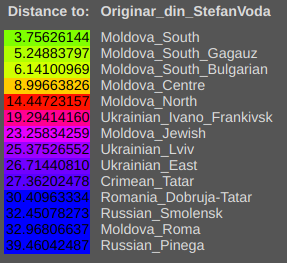 Distance to: Originar_din_StefanVoda
3.75626144 Moldova_South
5.24883797 Moldova_South_Gagauz
6.14100969 Moldova_South_Bulgarian
8.99663826 Moldova_Centre
14.44723157 Moldova_North
19.29414160 Ukrainian_Ivano_Frankivsk
23.25834259 Moldova_Jewish
25.37526552 Ukrainian_Lviv
26.71440810 Ukrainian_East
27.36202478 Crimean_Tatar
30.40963334 Romania_Dobruja-Tatar
32.45078273 Russian_Smolensk
32.96806637 Moldova_Roma
39.46042487 Russian_Pinega